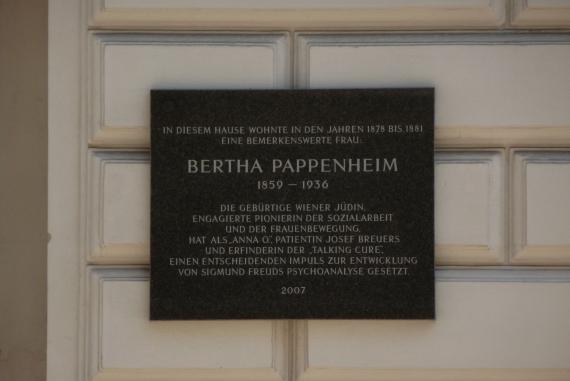 IN DIESEM HAUSE WOHNTE IN DEN JAHREN 1878 BIS 1881
EINE BEMERKENSWERTE FRAU:
BERTHA PAPPENHEIM
1859 – 1936
DIE GEBÜRTIGE WIENER JÜDIN,
ENGAGIERTE PIONIERIN DER SOZIALARBEIT
UND DER FRAUENBEWEGUNG,
HAT ALS „ANNA O.", PATIENTIN JOSEF BREUERS
UND ERFINDERIN DER „TALKING CURE",
EINEN ENTSCHEIDENDEN IMPULS ZUR ENTWICKLUNG
VON SIGMUND FREUDS PSYCHOANALYSE GESETZT.
2007